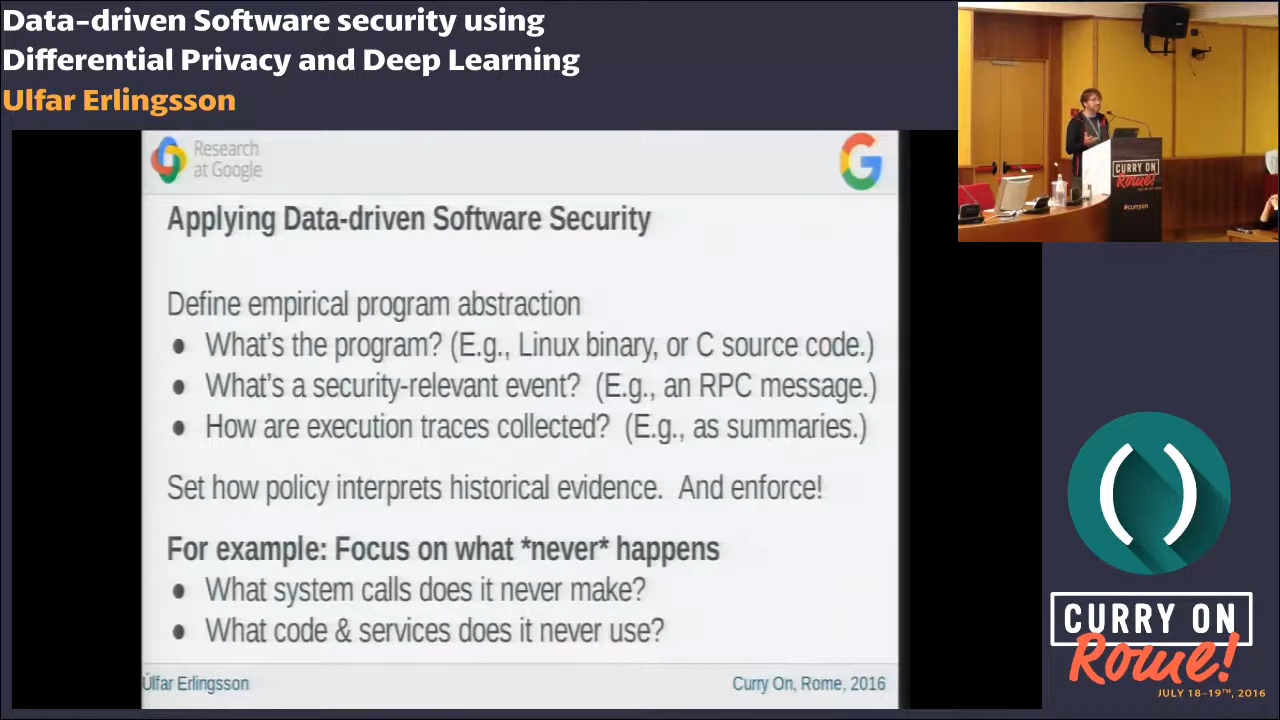 Data-driven Software security using
Differential Privacy and Deep Learning
Ulfar Erlingsson
Research
at Google
Applying Data-driven Software Security
Define empirical program abstraction
● What's the program? (E.g., Linux binary, or C source code.)
● What's a security-relevant event? (E.g., an RPC message.)
● How are execution traces collected? (E.g., as summaries.)
Set how policy interprets historical evidence. And enforce!
For example: Focus on what *never* happens
● What system calls does it never make?
● What code & services does it never use?
Úlfar Erlingsson
Curry On, Rome, 2016
CURRY ON
Rome!
#curryon
CURRY ON
Rome!
JULY 18-19TH, 2016